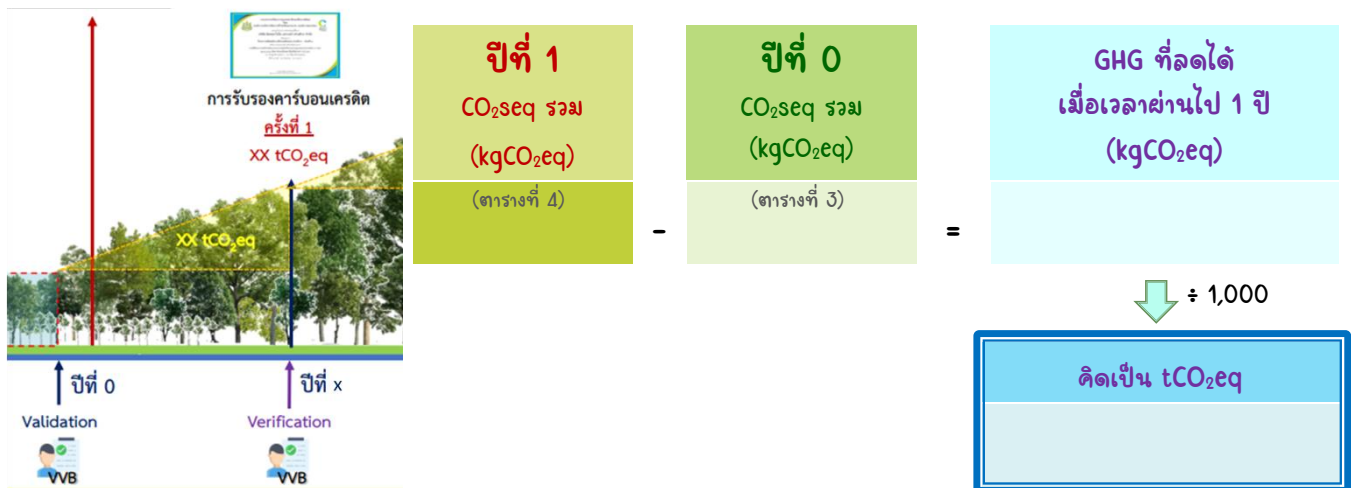 การรับรองคาร์บอนเครดิต
ครั้งที่ 1
XX tCO₂eq
XX tCO₂eq
ปีที่ 0
ปีที่ x
Validation
Verification
VVB
VVB
ปีที่ 1
CO₂seq รวม
(kgCO₂eq)
(ตารางที่ 4)
-
ปีที่ 0
CO₂seq รวม
(kgCO₂eq)
(ตารางที่ 3)
=
GHG ที่ลดได้
เมื่อเวลาผ่านไป 1 ปี
(kgCO₂eq)
÷ 1,000
คิดเป็น tCO₂eq